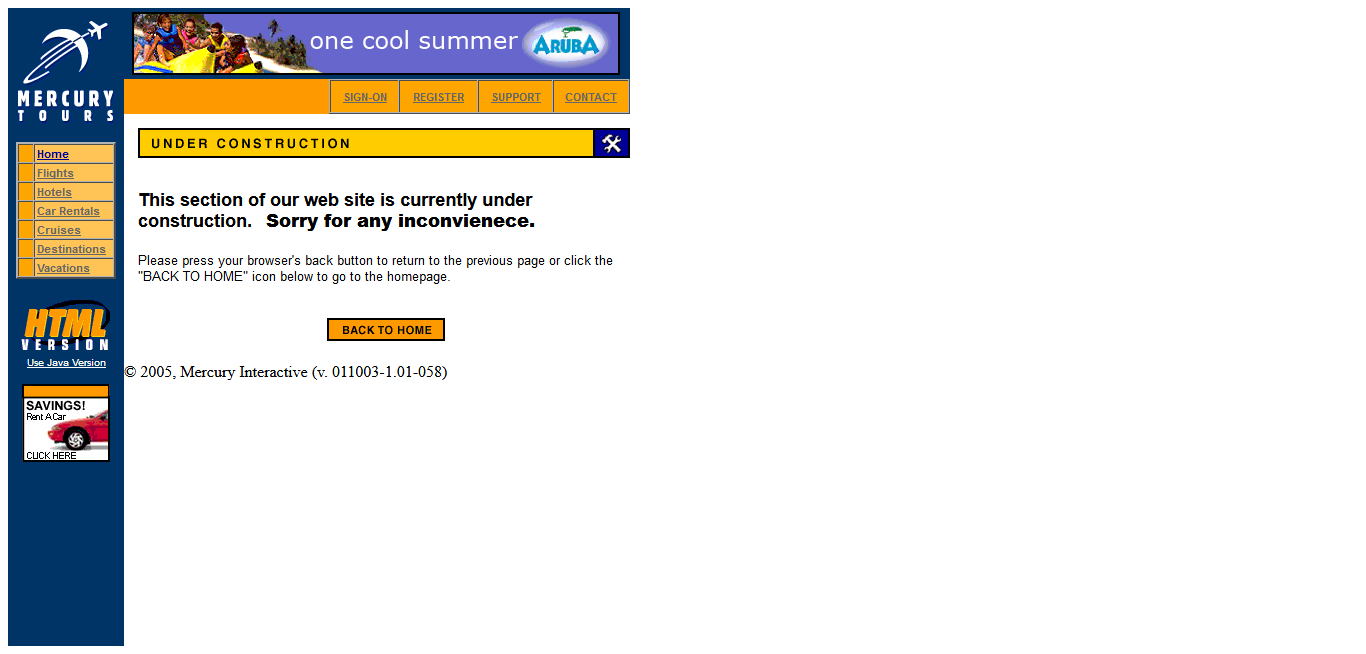 MERCURY
TOURS
one cool summer ARUBA
SIGN-ON REGISTER SUPPORT CONTACT
Home
Flights
Hotels
Car Rentals
Cruises
Destinations
Vacations
HTML
VERSION
Use Java Version
SAVINGS!
Rent A Car
CLICK HERE
UNDER CONSTRUCTION
This section of our web site is currently under
construction. Sorry for any inconvienece.
Please press your browser's back button to return to the previous page or click the
"BACK TO HOME" icon below to go to the homepage.
BACK TO HOME
© 2005, Mercury Interactive (v. 011003-1.01-058)